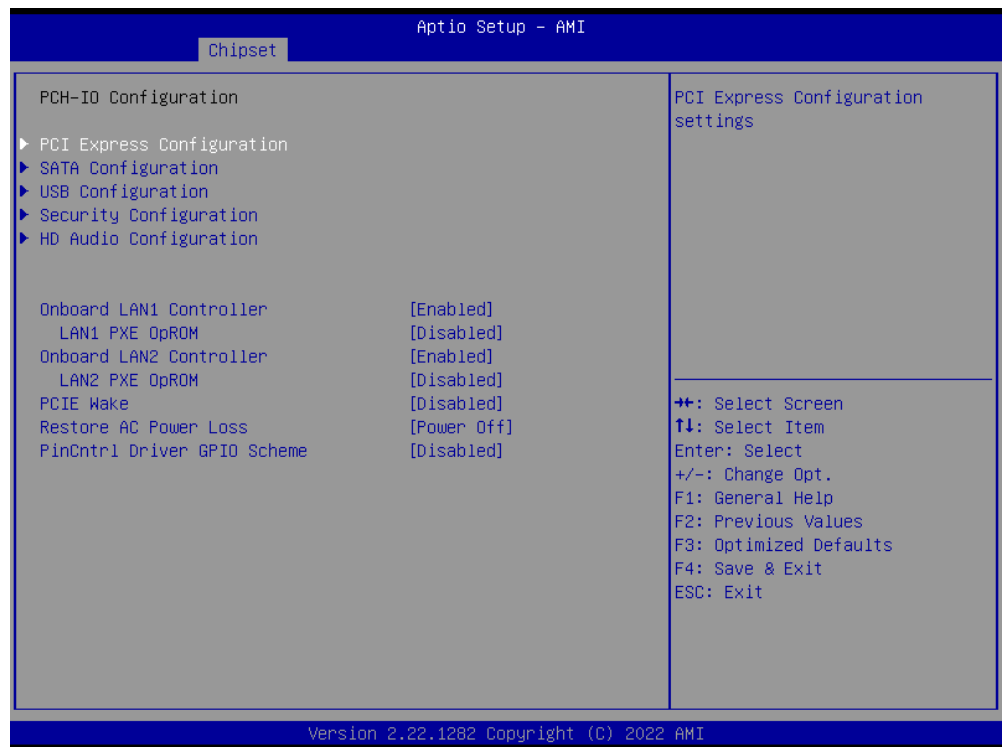 Aptio Setup – AMI
Chipset
PCH-IO Configuration
PCI Express Configuration
SATA Configuration
USB Configuration
Security Configuration
HD Audio Configuration
Onboard LAN1 Controller [Enabled]
LAN1 PXE OpROM [Disabled]
Onboard LAN2 Controller [Enabled]
LAN2 PXE OpROM [Disabled]
PCIE Wake [Disabled]
Restore AC Power Loss [Power Off]
PinCntrl Driver GPIO Scheme [Disabled]
PCI Express Configuration
settings
→←: Select Screen
↑↓: Select Item
Enter: Select
+/-: Change Opt.
F1: General Help
F2: Previous Values
F3: Optimized Defaults
F4: Save & Exit
ESC: Exit
Version 2.22.1282 Copyright (C) 2022 AMI